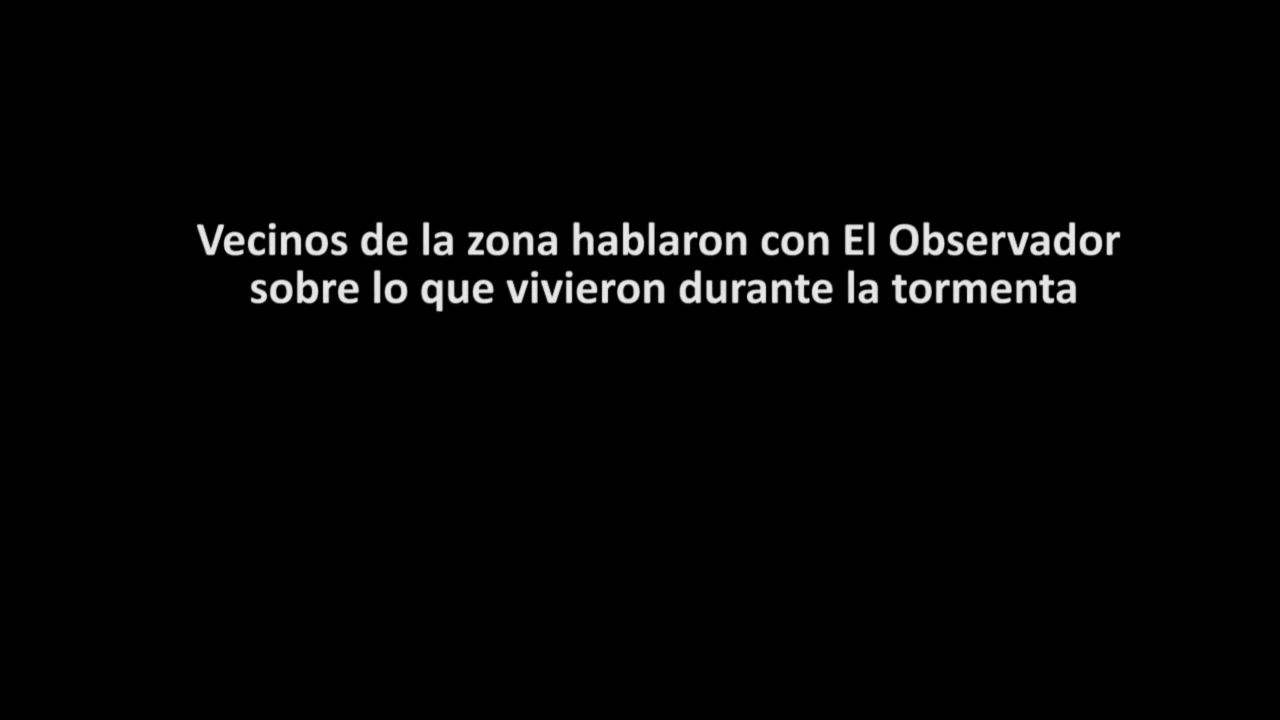 Vecinos de la zona hablaron con El Observador
sobre lo que vivieron durante la tormenta